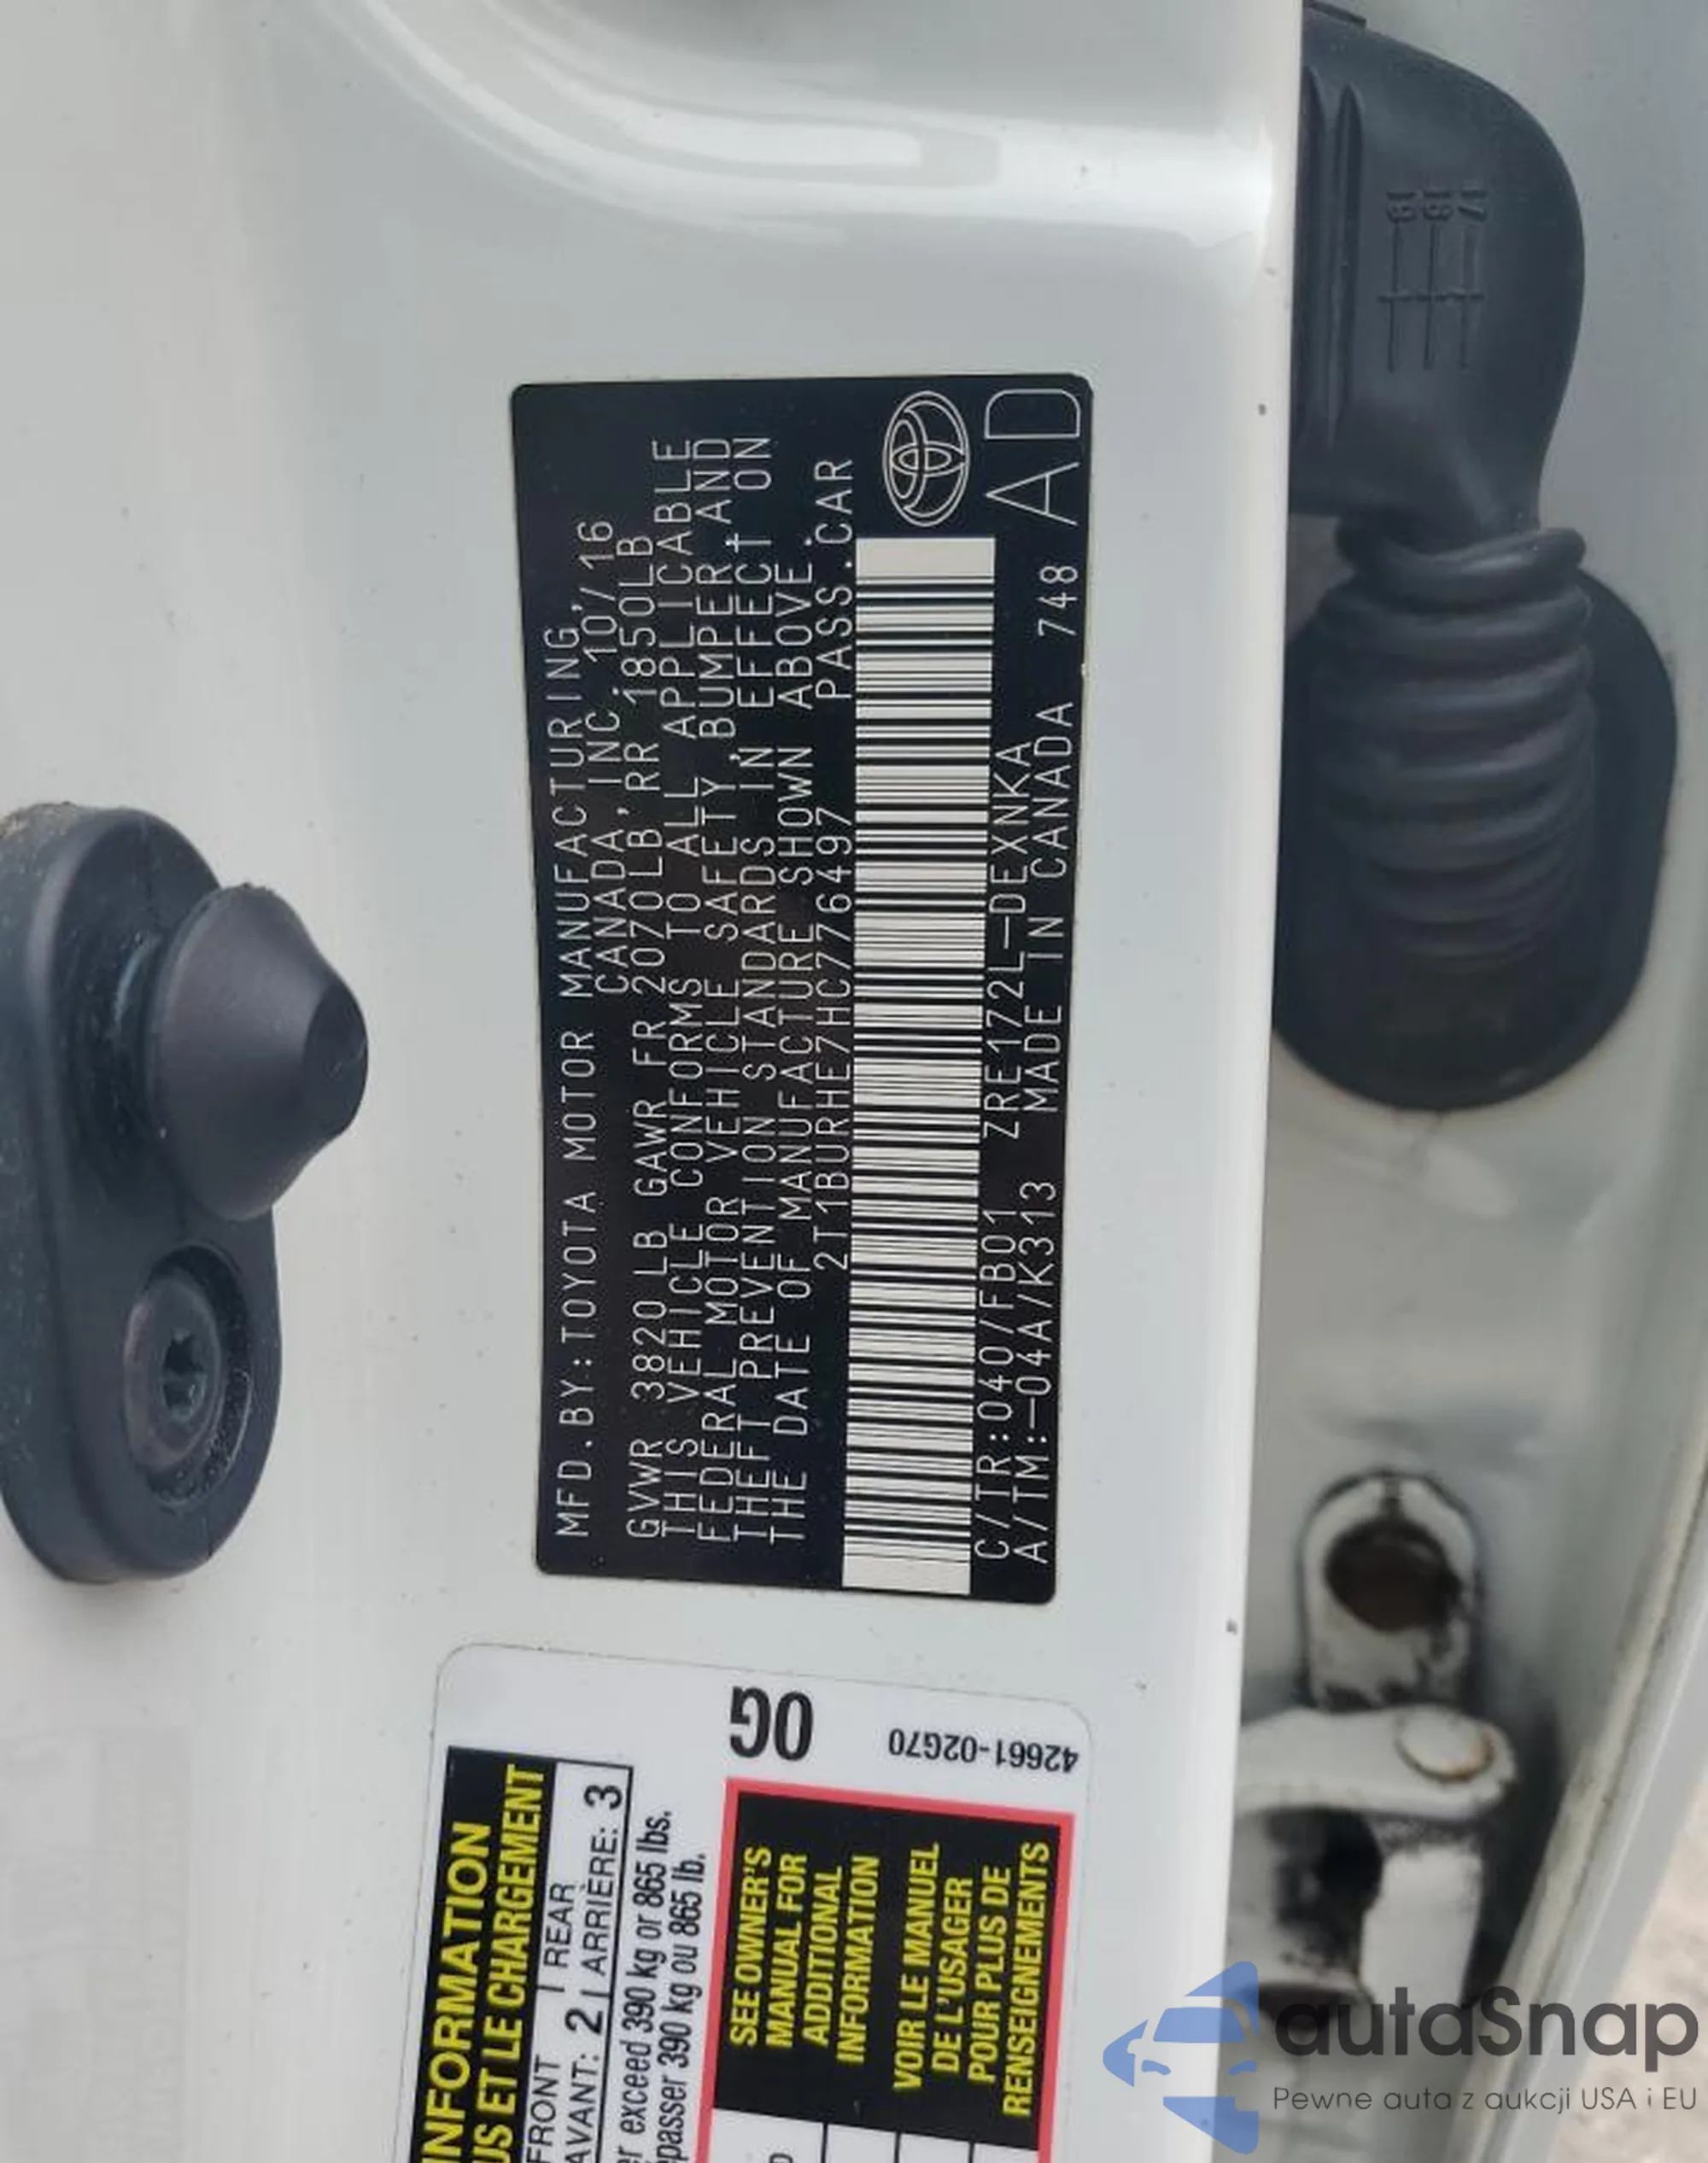 MFD.BY:TOYOTA MOTOR MANUFACTURING,
CANADA, INC. 10/16
GVWR 3820 LB GAWR FR 2070LB, RR 1850LB
THIS VEHICLE CONFORMS TO ALL APPLICABLE
FEDERAL MOTOR VEHICLE SAFETY, BUMPER, AND
THEFT PREVENTION STANDARDS IN EFFECT ON
THE DATE OF MANUFACTURE SHOWN ABOVE.
2T1BURHE7HC776497 PASS.CAR
C/TR:040/FB01 ZRE172L-DEXNKA
A/TM:-04A/K313 MADE IN CANADA 748
AD
0G
42661-02G70
INFORMATION
US ET LE CHARGEMENT
FRONT REAR
AVANT: 2 ARRIÈRE: 3
exceed 390 kg or 865 lbs.
390 kg ou 865 lb.
SEE OWNER'S
MANUAL FOR
ADDITIONAL
INFORMATION
VOIR LE MANUEL
DE L'USAGER
POUR PLUS DE
RENSEIGNEMENTS
17
18
19
autoSnap
Pewne auta z aukcji USA i EU